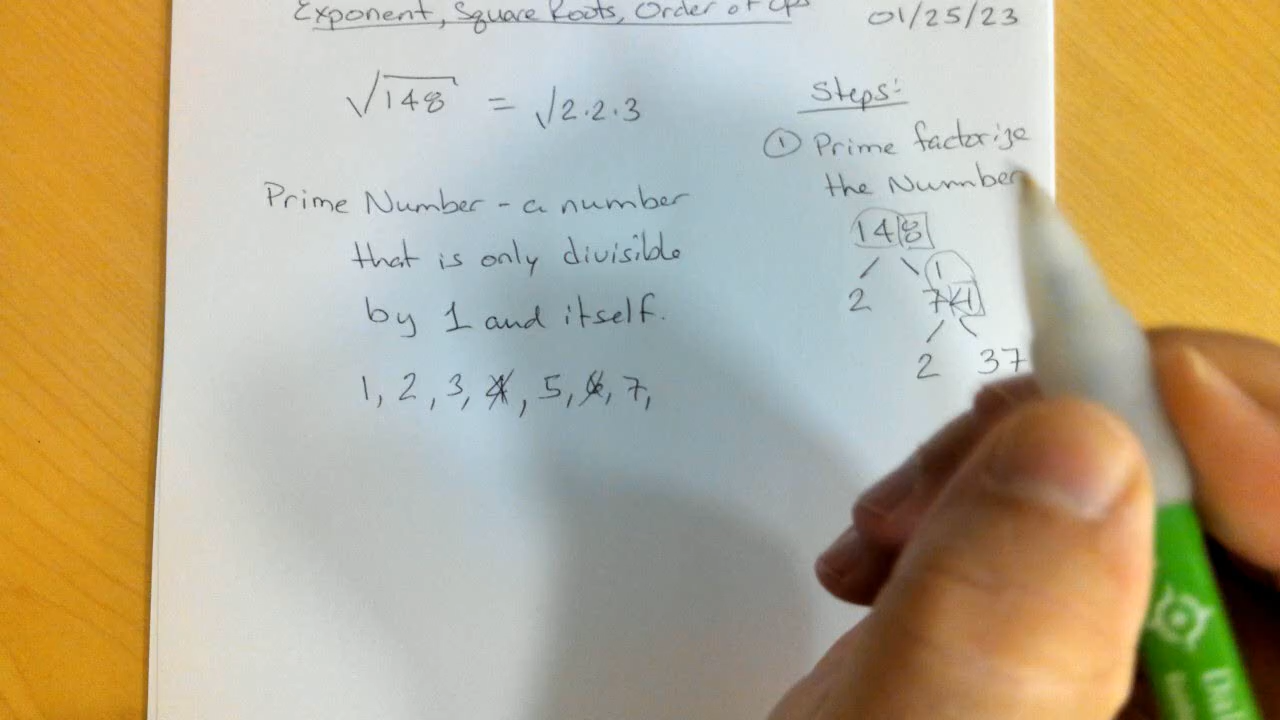 Exponent, Square Roots, Order of Ops
01/25/23
√148 = √2·2·3
Steps:
① Prime factorize
the Number
148
2 74
1
2 37
Prime Number - a number
that is only divisible
by 1 and itself.
1, 2, 3, 4, 5, 6, 7,